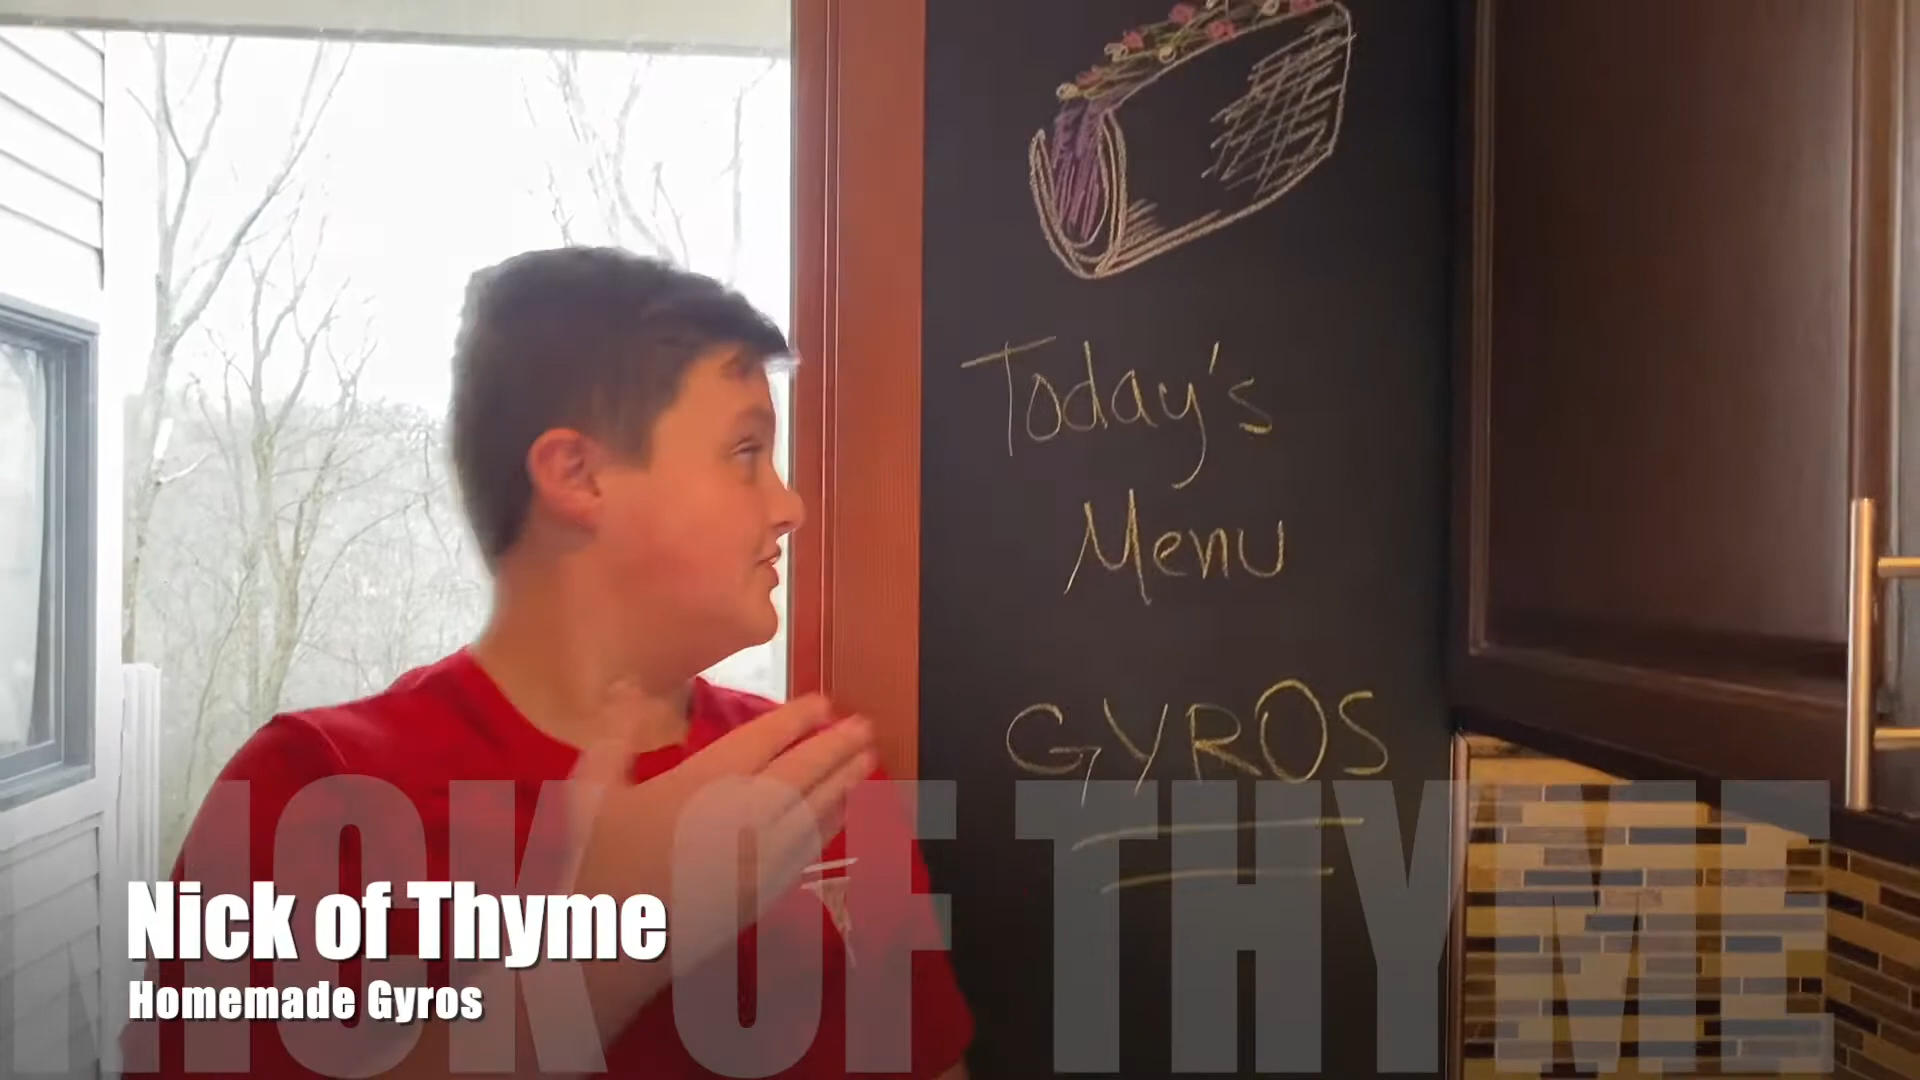 Today's
Menu
GYROS
NICK OF THYME
Nick of Thyme
Homemade Gyros